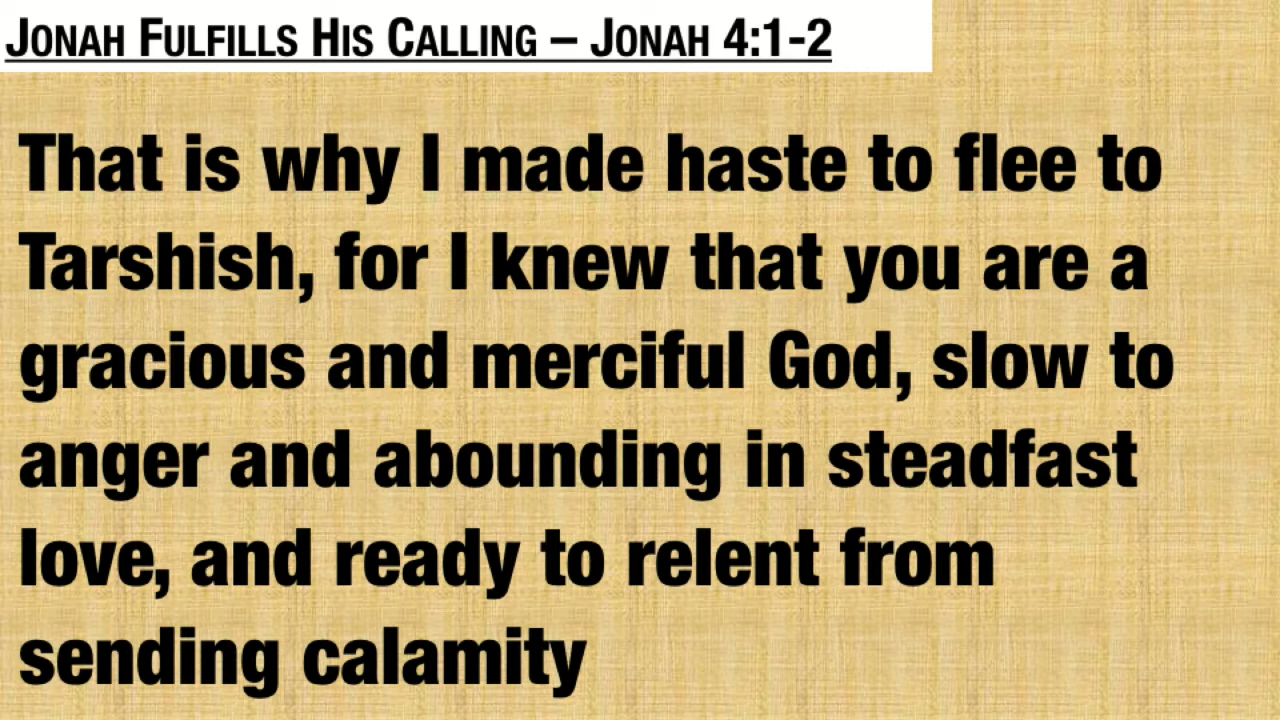 Jonah Fulfills His Calling – Jonah 4:1-2
That is why I made haste to flee to
Tarshish, for I knew that you are a
gracious and merciful God, slow to
anger and abounding in steadfast
love, and ready to relent from
sending calamity